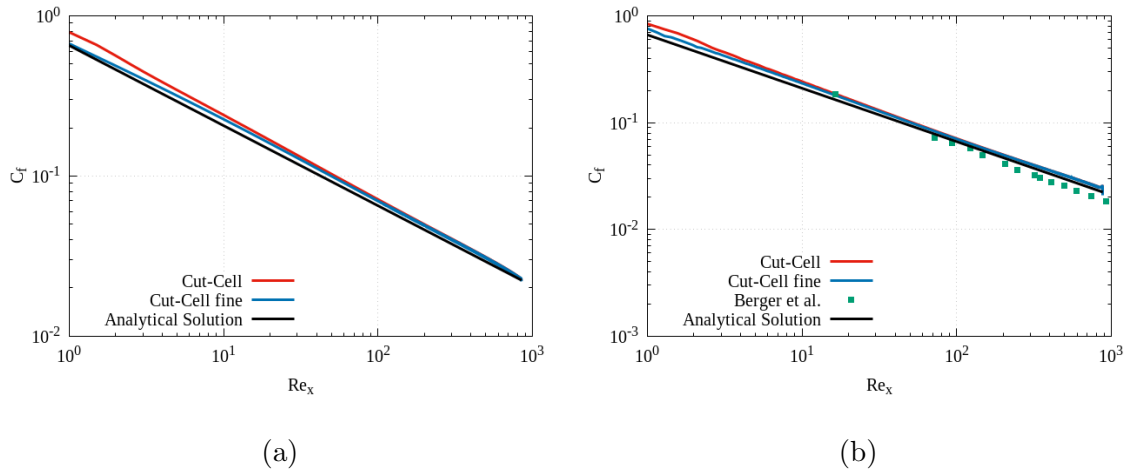 10^0
10^-1
10^-2
C_f
10^0
10^1
10^2
10^3
Re_x
Cut-Cell
Cut-Cell fine
Analytical Solution
(a)
10^0
10^-1
10^-2
10^-3
C_f
10^0
10^1
10^2
10^3
Re_x
Cut-Cell
Cut-Cell fine
Berger et al.
Analytical Solution
(b)